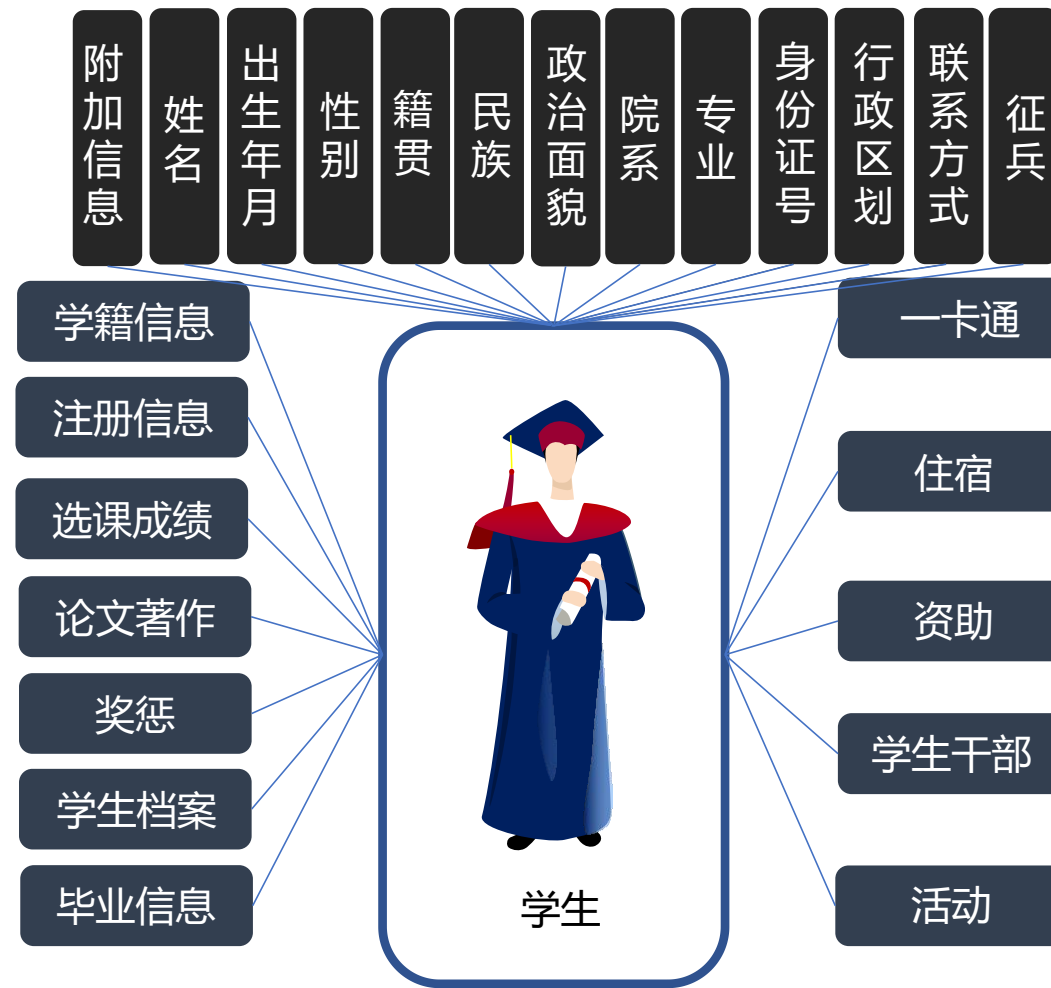 附加信息
姓名
出生年月
性别
籍贯
民族
政治面貌
院系
专业
身份证号
行政区划
联系方式
征兵
学籍信息
注册信息
选课成绩
论文著作
奖惩
学生档案
毕业信息
学生
一卡通
住宿
资助
学生干部
活动